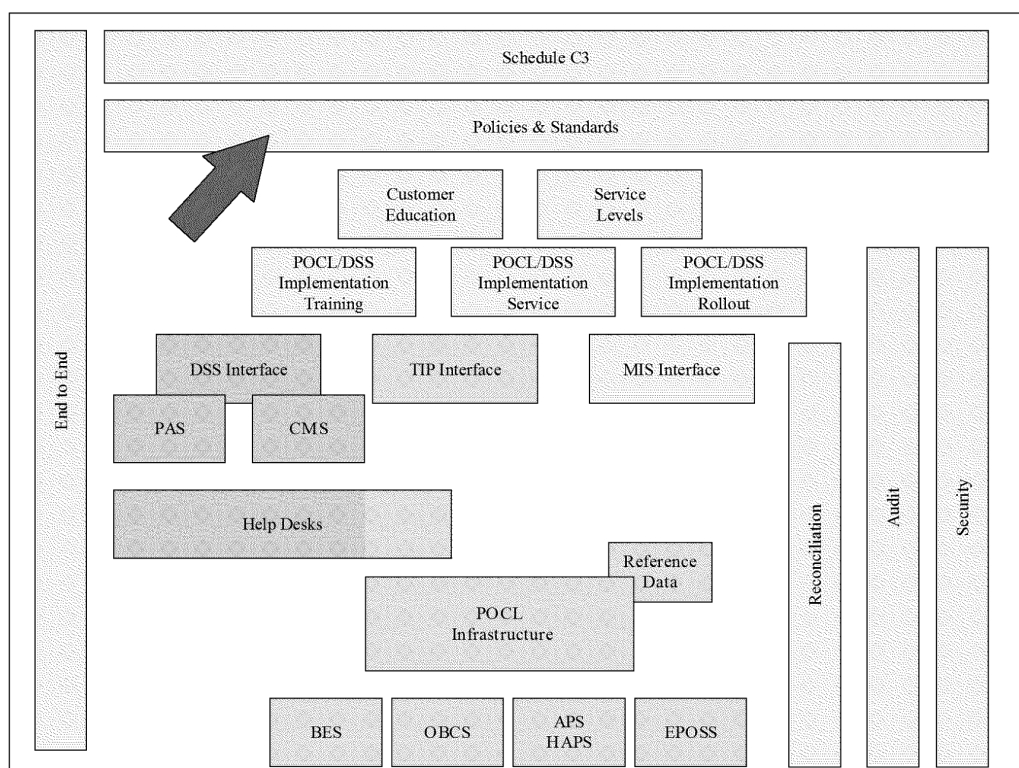 Schedule C3
Policies & Standards
Customer
Education
Service
Levels
POCL/DSS
Implementation
Training
POCL/DSS
Implementation
Service
POCL/DSS
Implementation
Rollout
End to End
DSS Interface
TIP Interface
MIS Interface
PAS
CMS
Help Desks
Reference
Data
POCL
Infrastructure
Reconciliation
Audit
Security
BES
OBCS
APS
HAPS
EPOSS